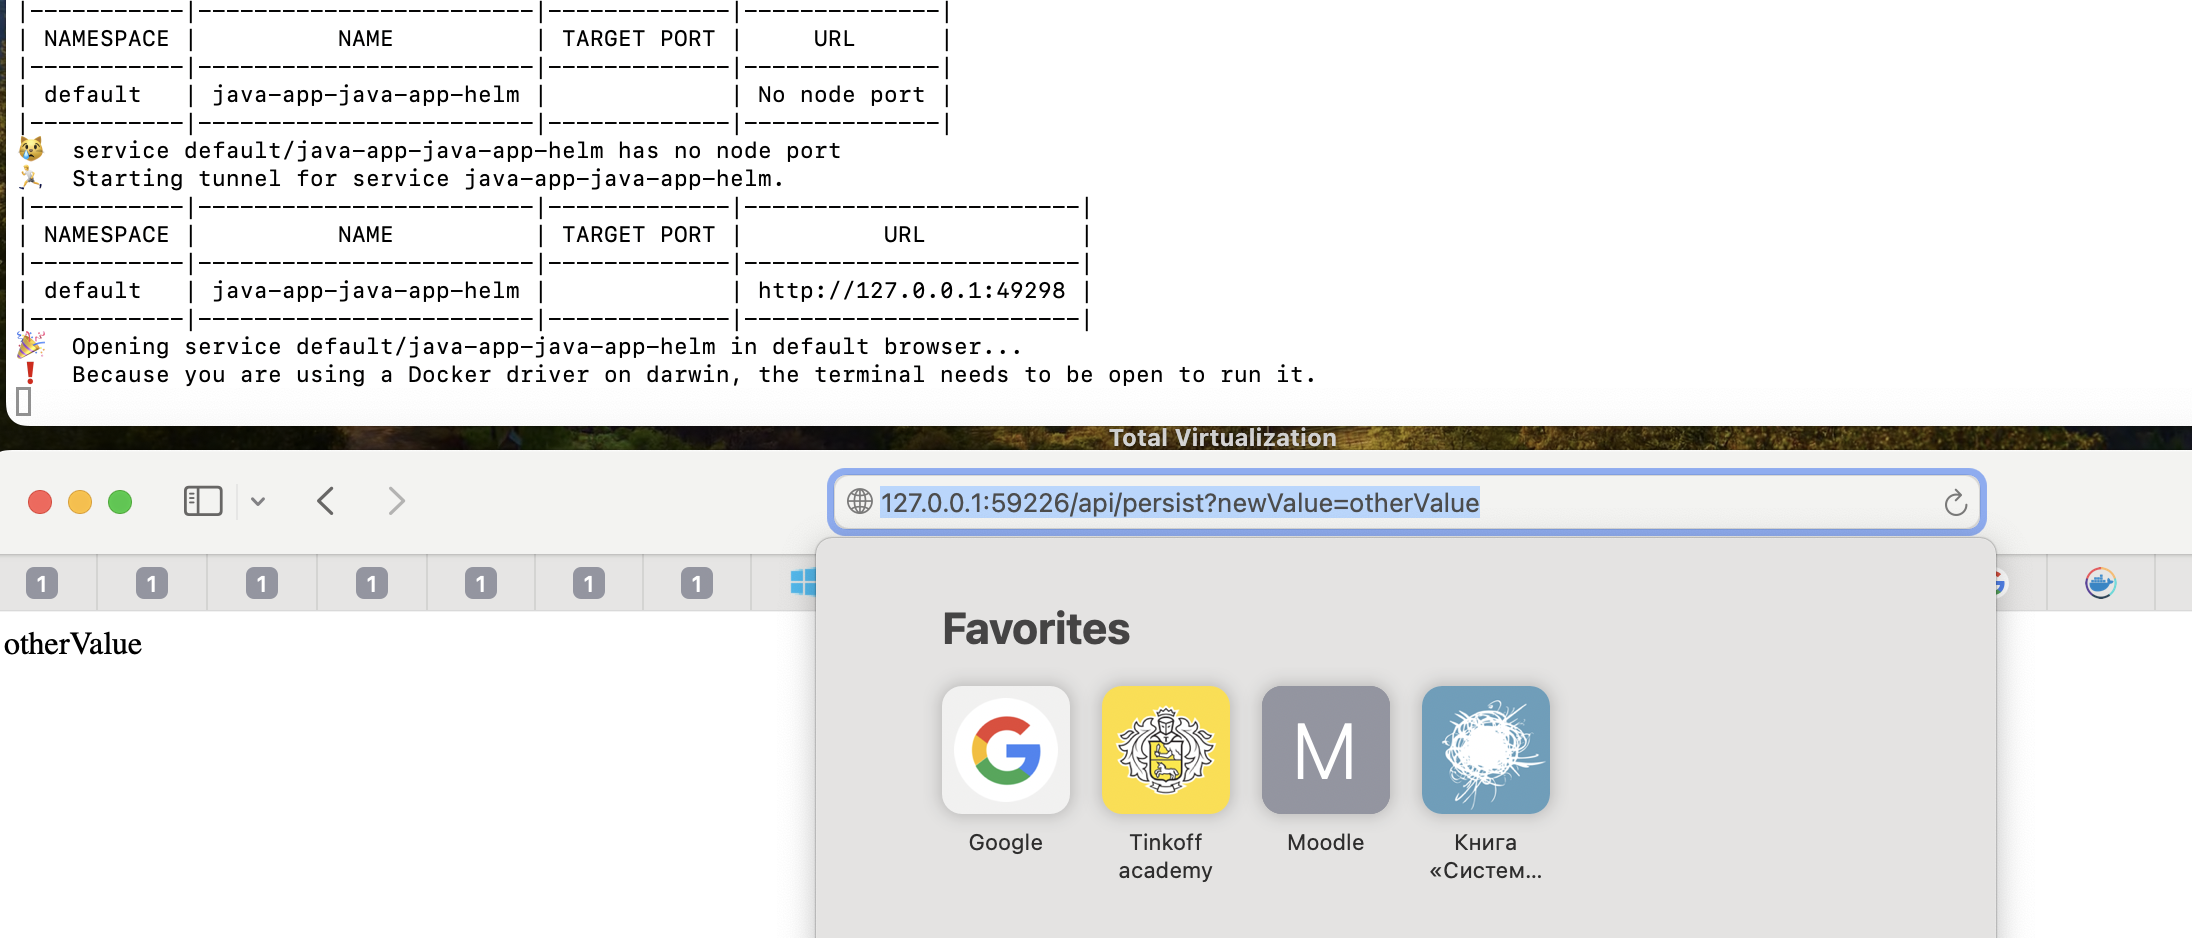 |-----------|------------------------|-------------|--------------|
| NAMESPACE |          NAME          | TARGET PORT |     URL      |
|-----------|------------------------|-------------|--------------|
| default   | java-app-java-app-helm |             | No node port |
|-----------|------------------------|-------------|--------------|
😿  service default/java-app-java-app-helm has no node port
🏃  Starting tunnel for service java-app-java-app-helm.
|-----------|------------------------|-------------|------------------------|
| NAMESPACE |          NAME          | TARGET PORT |          URL           |
|-----------|------------------------|-------------|------------------------|
| default   | java-app-java-app-helm |             | http://127.0.0.1:49298 |
|-----------|------------------------|-------------|------------------------|
🎉  Opening service default/java-app-java-app-helm in default browser...
❗  Because you are using a Docker driver on darwin, the terminal needs to be open to run it.
Total Virtualization
127.0.0.1:59226/api/persist?newValue=otherValue
1 1 1 1 1 1 1
otherValue
Favorites
M
Google
Tinkoff academy
Moodle
Книга «Систем...